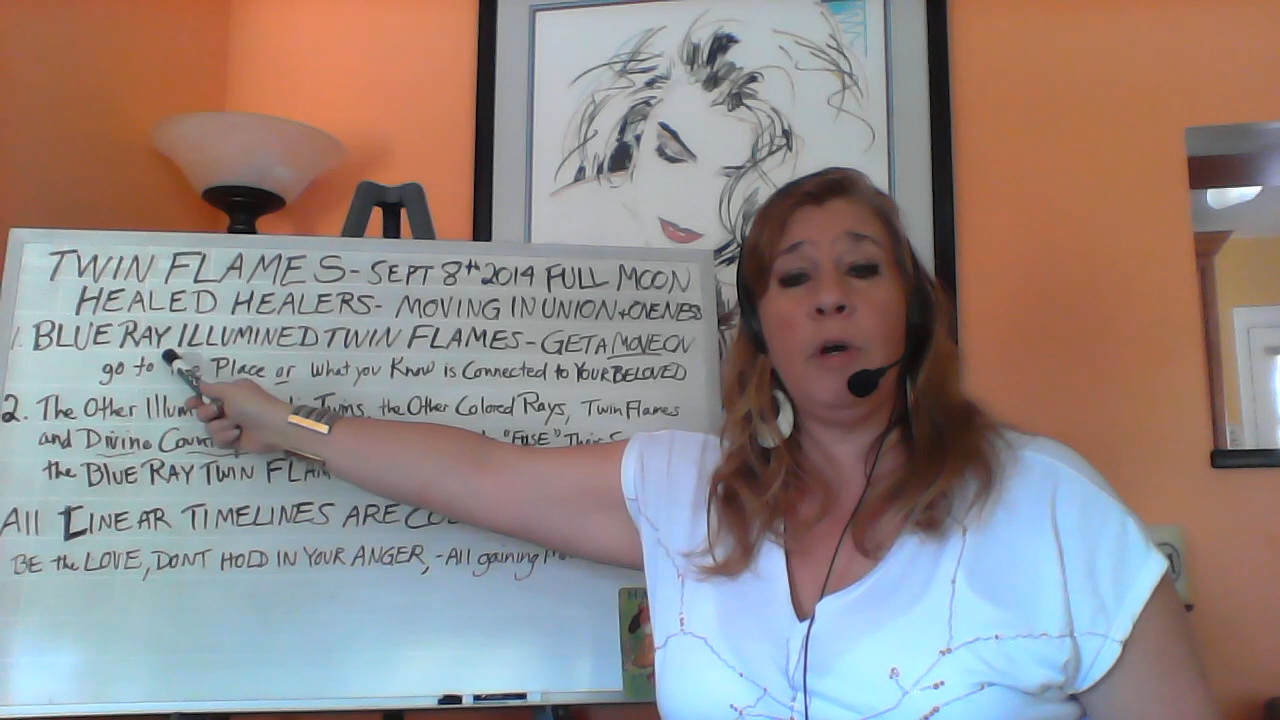 TWIN FLAMES - SEPT 8th 2014 FULL MOON
HEALED HEALERS - MOVING IN UNION + ONENESS
1. BLUE RAY ILLUMINED TWIN FLAMES - GET A MOVE ON
go to Place or what you Know is Connected to YOUR BELOVED
2. The Other Illum Twins, the Other Colored Rays, Twin Flames
and Divine "FUSE" Their
the BLUE RAY TWIN FLAM
All LINEAR TIMELINES ARE CO
BE the LOVE, DONT HOLD IN YOUR ANGER, - All gaining